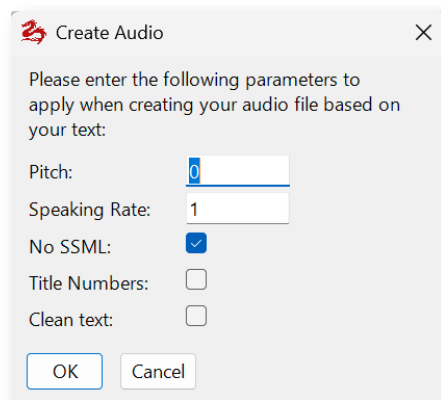 Create Audio
Please enter the following parameters to
apply when creating your audio file based on
your text:
Pitch: 0
Speaking Rate: 1
No SSML:
Title Numbers:
Clean text:
OK Cancel